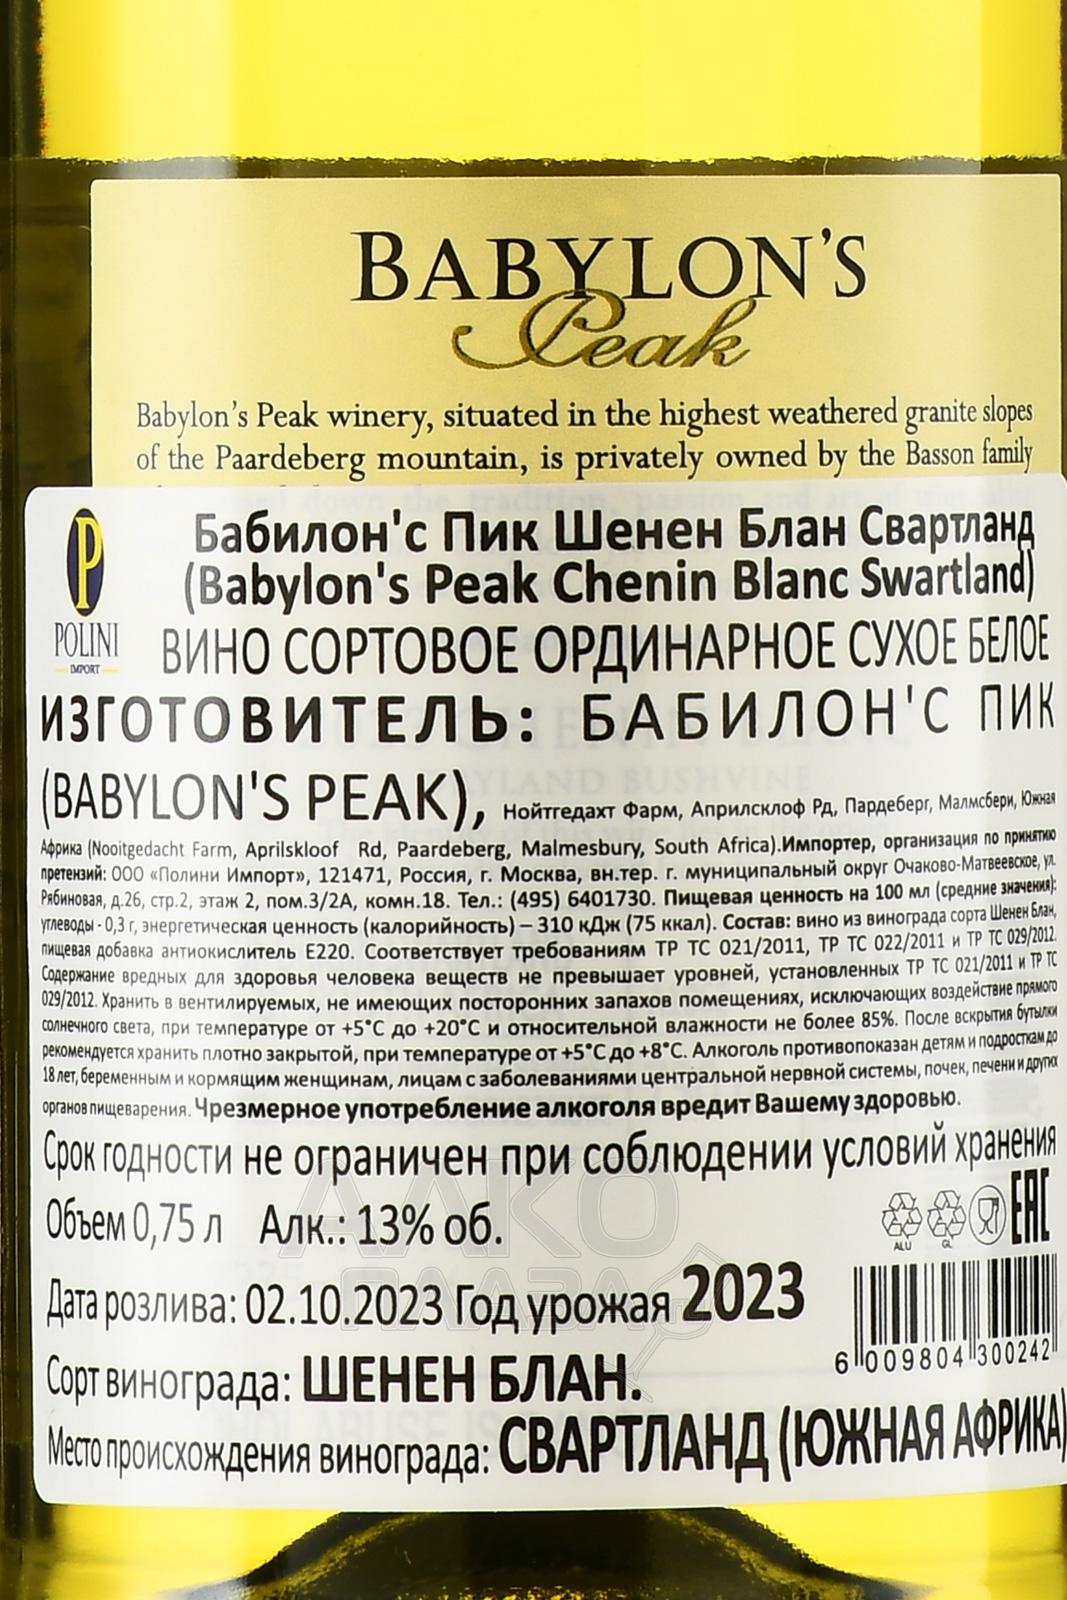 BABYLON'S
Peak
Babylon's Peak winery, situated in the highest weathered granite slopes
of the Paardeberg mountain, is privately owned by the Basson family
down the tradition, passion and art of
P
POLINI
IMPORT
Бабилон'с Пик Шенен Блан Свартланд
(Babylon's Peak Chenin Blanc Swartland)
ВИНО СОРТОВОЕ ОРДИНАРНОЕ СУХОЕ БЕЛОЕ
ИЗГОТОВИТЕЛЬ: БАБИЛОН'С ПИК
(BABYLON'S PEAK), Нойтгедахт Фарм, Априлсклоф Рд, Пардеберг, Малмсбери, Южная
Африка (Nooitgedacht Farm, Aprilskloof Rd, Paardeberg, Malmesbury, South Africa).Импортер, организация по принятию
претензий: ООО «Полини Импорт», 121471, Россия, г. Москва, вн.тер. г. муниципальный округ Очаково-Матвеевское, ул.
Рябиновая, д.26, стр.2, этаж 2, пом.3/2А, комн.18. Тел.: (495) 6401730. Пищевая ценность на 100 мл (средние значения):
углеводы - 0,3 г, энергетическая ценность (калорийность) – 310 кДж (75 ккал). Состав: вино из винограда сорта Шенен Блан,
пищевая добавка антиокислитель Е220. Соответствует требованиям ТР ТС 021/2011, ТР ТС 022/2011 и ТР ТС 029/2012.
Содержание вредных для здоровья человека веществ не превышает уровней, установленных ТР ТС 021/2011 и ТР ТС
029/2012. Хранить в вентилируемых, не имеющих посторонних запахов помещениях, исключающих воздействие прямого
солнечного света, при температуре от +5°С до +20°С и относительной влажности не более 85%. После вскрытия бутылки
рекомендуется хранить плотно закрытой, при температуре от +5°С до +8°С. Алкоголь противопоказан детям и подросткам до
18 лет, беременным и кормящим женщинам, лицам с заболеваниями центральной нервной системы, почек, печени и других
органов пищеварения. Чрезмерное употребление алкоголя вредит Вашему здоровью.
Срок годности не ограничен при соблюдении условий хранения
Объем 0,75 л Алк.: 13% об.
ALU GL EAC
Дата розлива: 02.10.2023 Год урожая 2023
6 009804 300242
Сорт винограда: ШЕНЕН БЛАН.
Место происхождения винограда: СВАРТЛАНД (ЮЖНАЯ АФРИКА)
АЛКО
ПЛАЗА